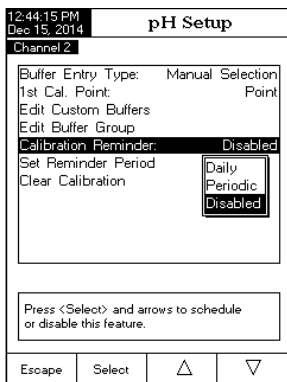 12:44:15 PM
Dec 15, 2014
pH Setup
Channel 2
Buffer Entry Type: Manual Selection
1st Cal. Point: Point
Edit Custom Buffers
Edit Buffer Group
Calibration Reminder: Disabled
Set Reminder Period
Clear Calibration
Daily
Periodic
Disabled
Press <Select> and arrows to schedule
or disable this feature.
Escape Select